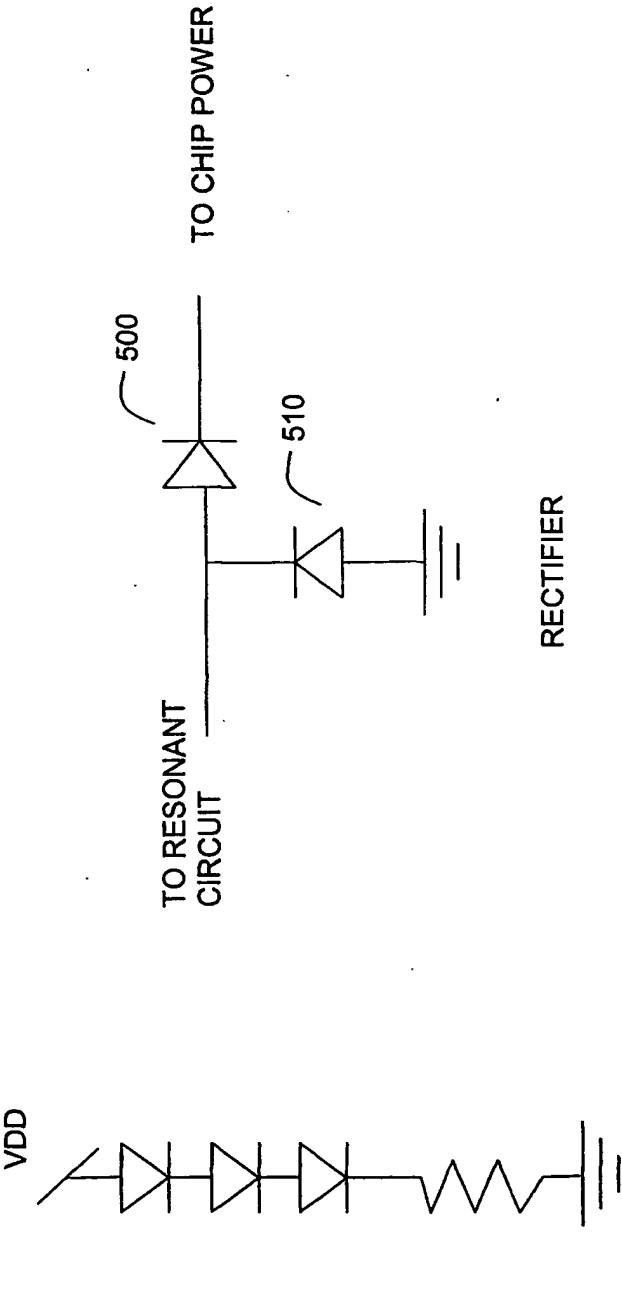 VDD
TO RESONANT
CIRCUIT
500
510
TO CHIP POWER
RECTIFIER